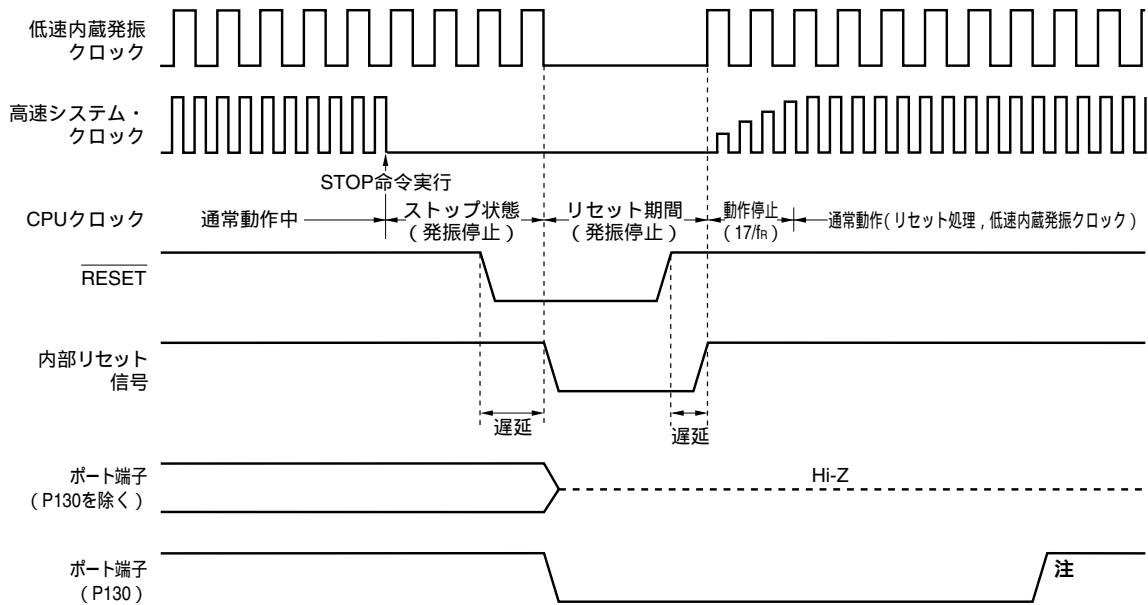 低速内蔵発振
クロック
高速システム・
クロック
STOP命令実行
CPUクロック
通常動作中
ストップ状態
(発振停止)
リセット期間
(発振停止)
動作停止
(17/fR)
通常動作(リセット処理,低速内蔵発振クロック)
RESET
内部リセット
信号
遅延
遅延
ポート端子
(P130を除く)
Hi-Z
ポート端子
(P130)
注